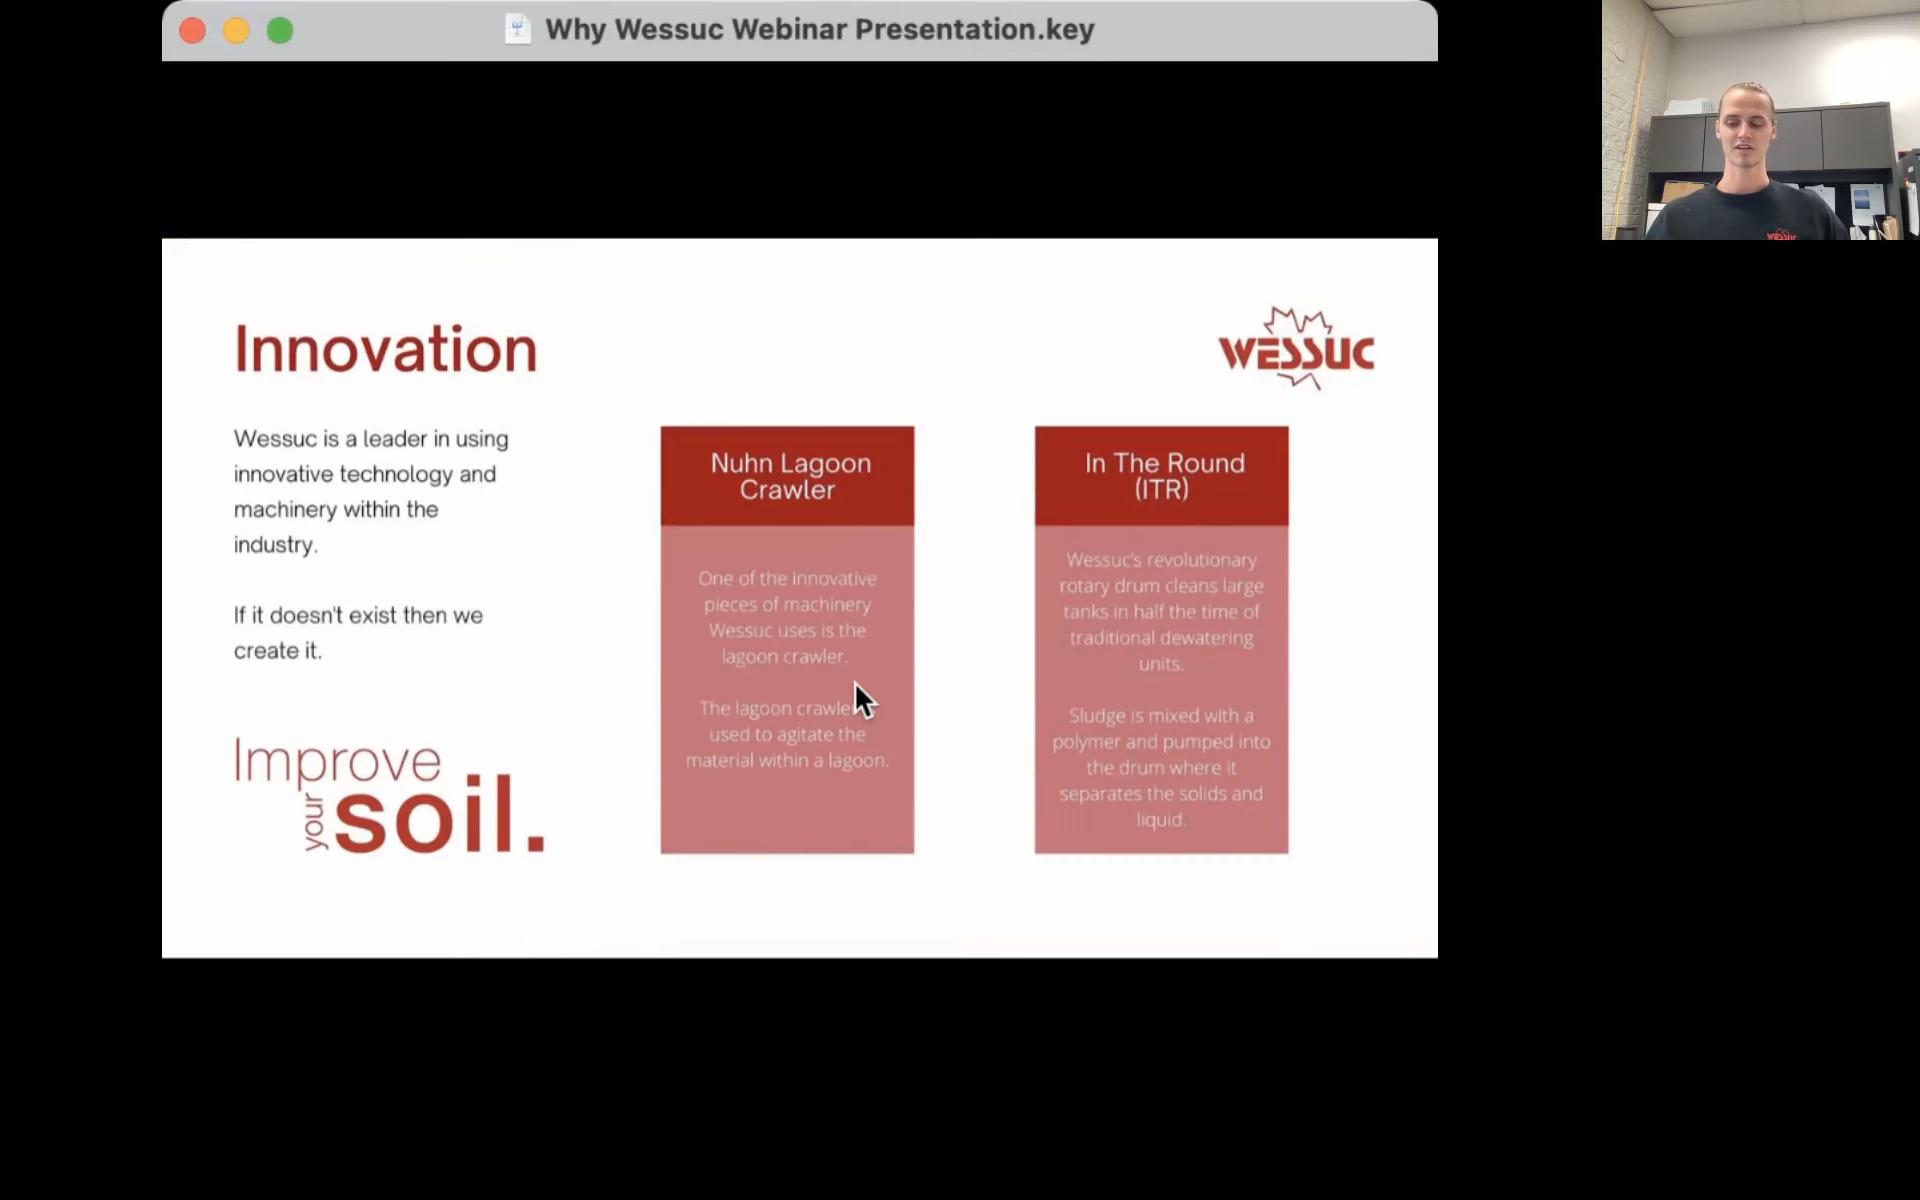 Why Wessuc Webinar Presentation.key
Innovation
WESSUC
Wessuc is a leader in using
innovative technology and
machinery within the
industry.
If it doesn't exist then we
create it.
Improve
your
soil.
Nuhn Lagoon
Crawler
One of the innovative
pieces of machinery
Wessuc uses is the
lagoon crawler.
The lagoon crawler
used to agitate the
material within a lagoon.
In The Round
(ITR)
Wessuc's revolutionary
rotary drum cleans large
tanks in half the time of
traditional dewatering
units.
Sludge is mixed with a
polymer and pumped into
the drum where it
separates the solids and
liquid.
WESSUC